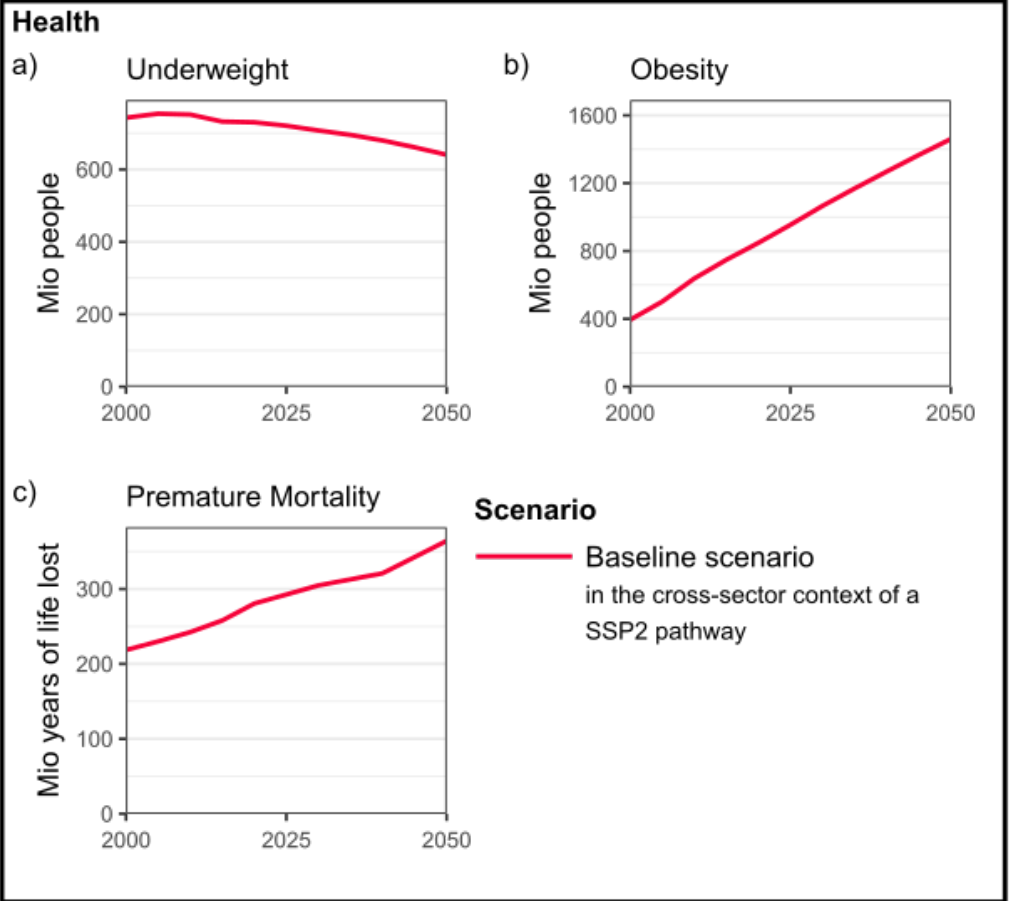 Health
a) Underweight
Mio people
600
400
200
0
2000 2025 2050
b) Obesity
Mio people
1600
1200
800
400
0
2000 2025 2050
c) Premature Mortality
Mio years of life lost
300
200
100
0
2000 2025 2050
Scenario
Baseline scenario
in the cross-sector context of a
SSP2 pathway